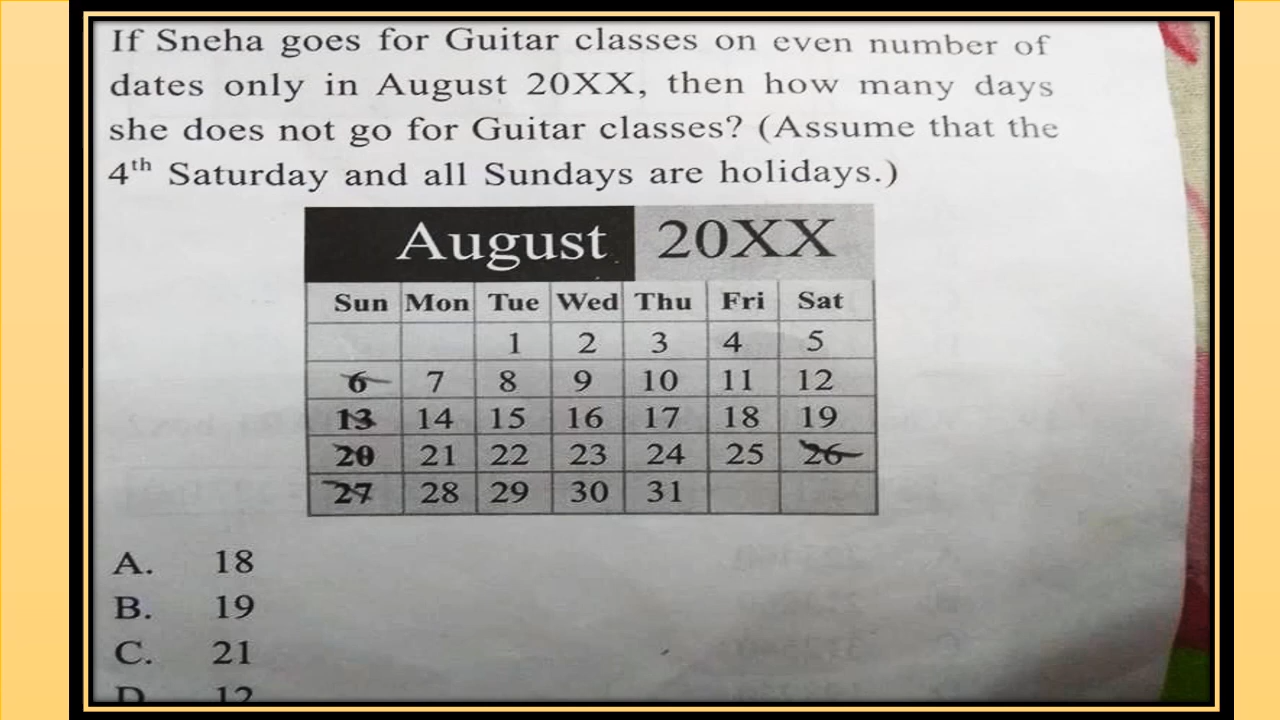 If Sneha goes for Guitar classes on even number of
dates only in August 20XX, then how many days
she does not go for Guitar classes? (Assume that the
4th Saturday and all Sundays are holidays.)
August 20XX
Sun Mon Tue Wed Thu Fri Sat
1 2 3 4 5
6 7 8 9 10 11 12
13 14 15 16 17 18 19
20 21 22 23 24 25 26
27 28 29 30 31
A. 18
B. 19
C. 21
D. 12